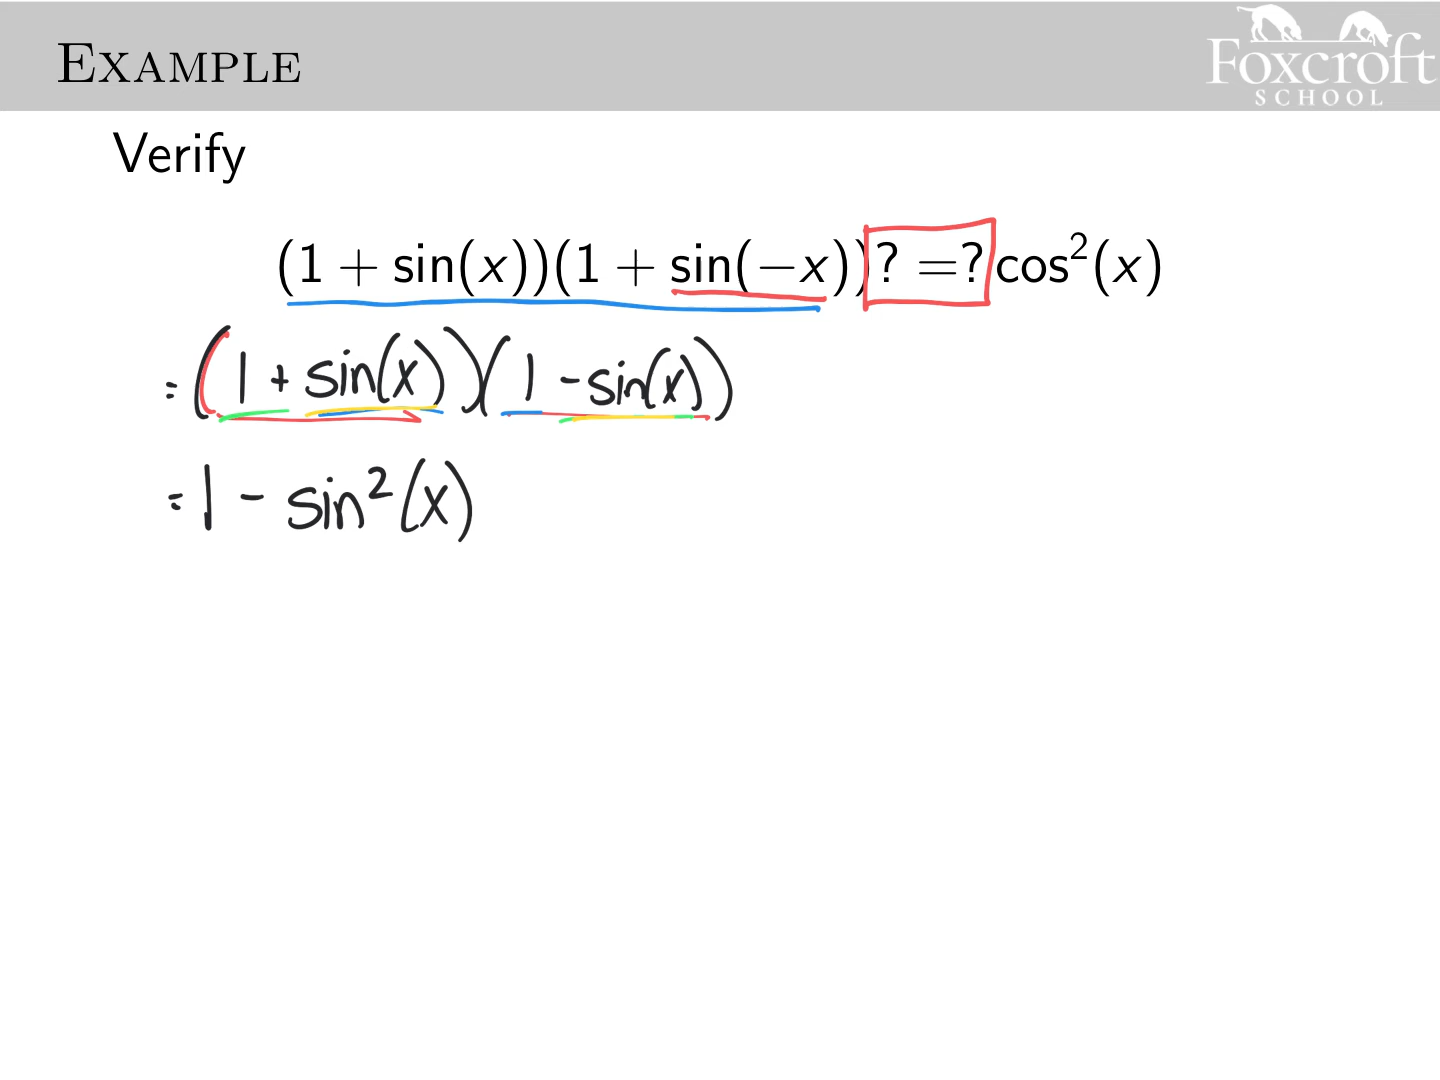 EXAMPLE
Foxcroft
SCHOOL
Verify
(1 + sin(x))(1 + sin(−x))? =? cos²(x)
= (1 + sin(x))(1 - sin(x))
= 1 - sin²(x)